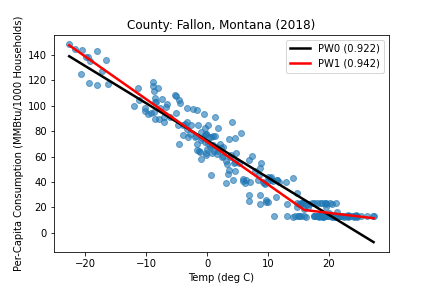 County: Fallon, Montana (2018)
Per-Capita Consumption (MMBtu/1000 Households)
140
120
100
80
60
40
20
0
PW0 (0.922)
PW1 (0.942)
−20 −10 0 10 20
Temp (deg C)